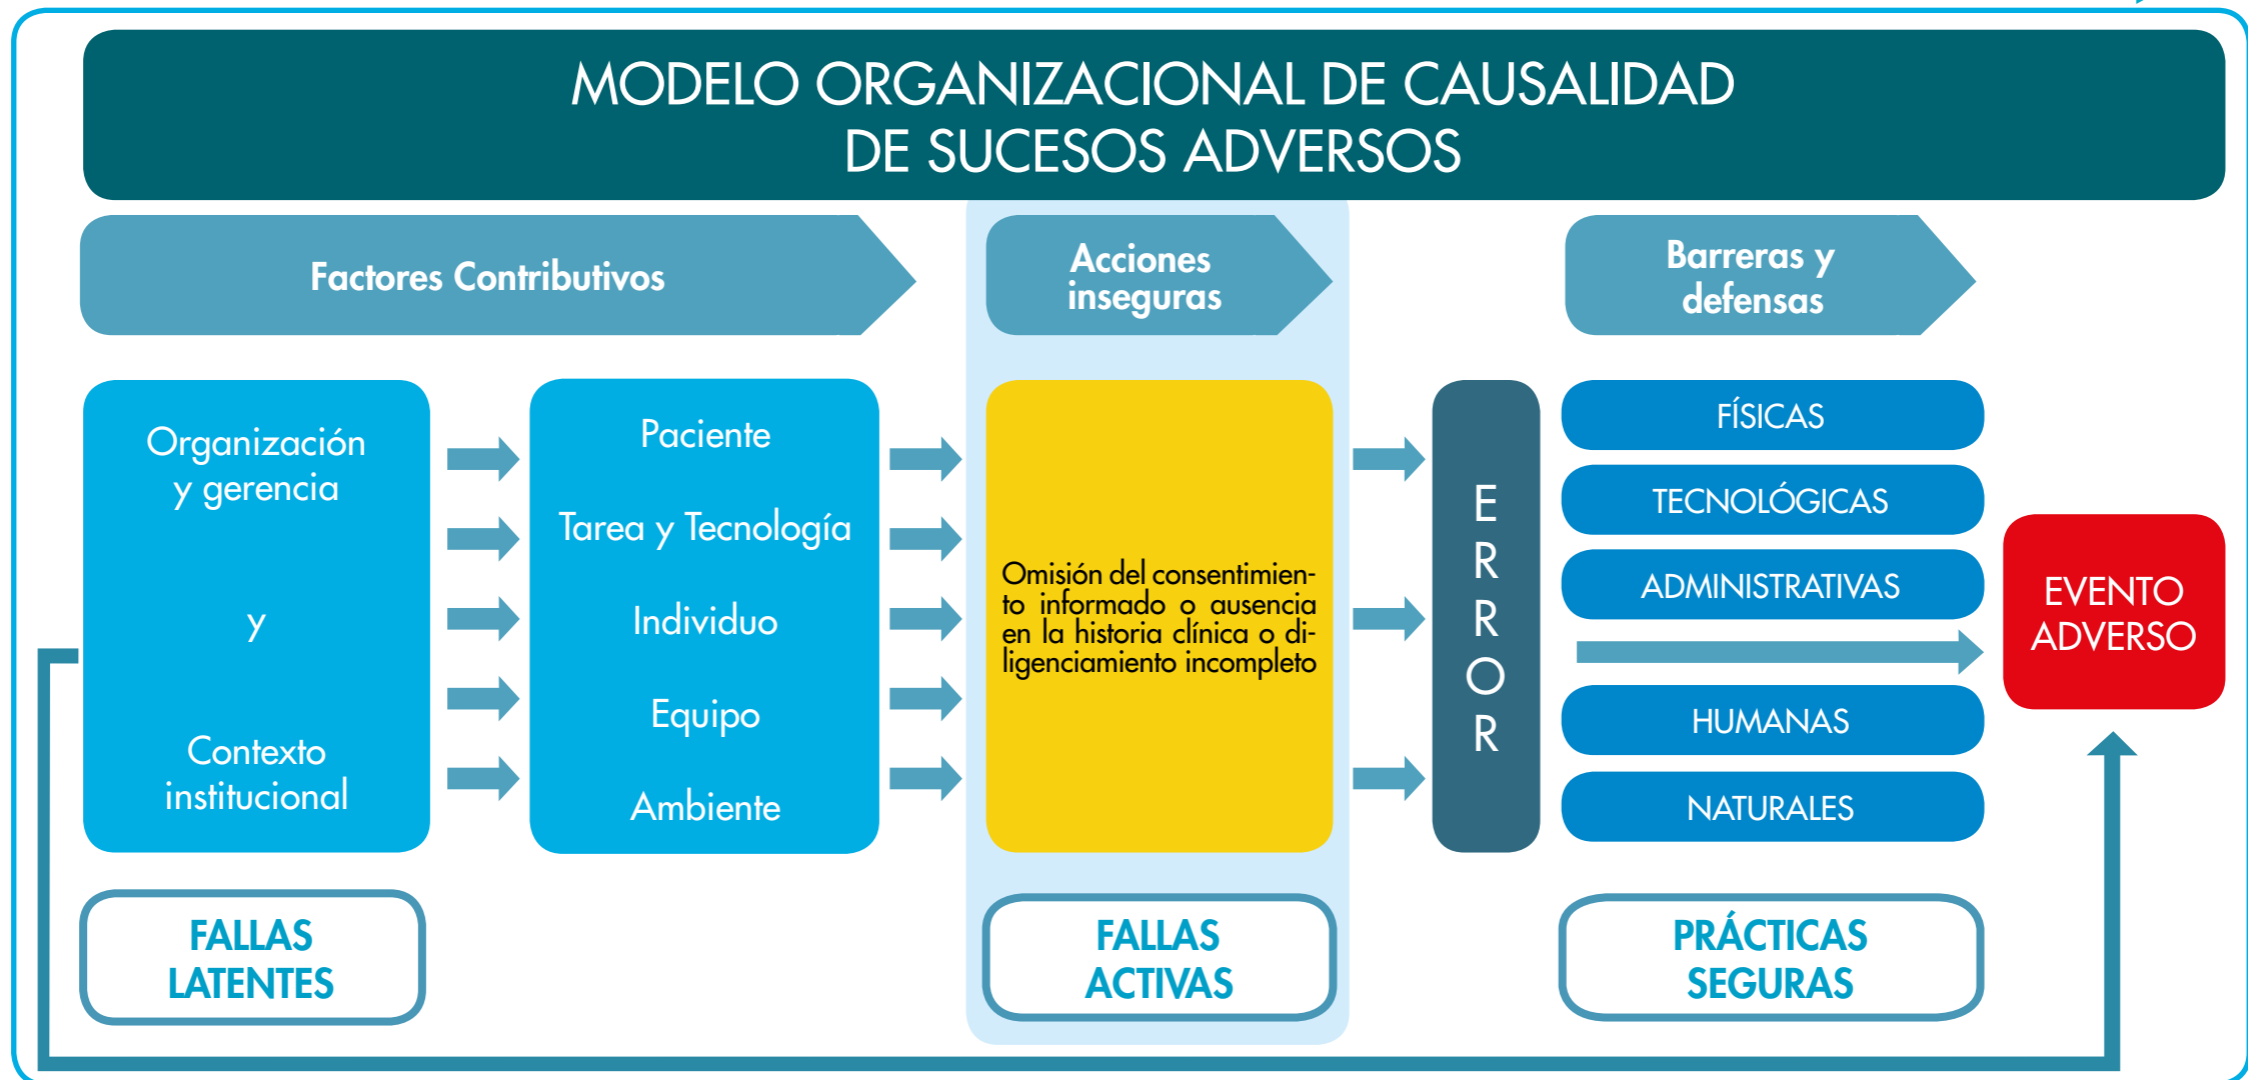 MODELO ORGANIZACIONAL DE CAUSALIDAD
DE SUCESOS ADVERSOS
Factores Contributivos
Acciones
inseguras
Barreras y
defensas
Organización
y gerencia
y
Contexto
institucional
Paciente
Tarea y Tecnología
Individuo
Equipo
Ambiente
Omisión del consentimien-
to informado o ausencia
en la historia clínica o di-
ligenciamiento incompleto
E
R
R
O
R
FÍSICAS
TECNOLÓGICAS
ADMINISTRATIVAS
HUMANAS
NATURALES
EVENTO
ADVERSO
FALLAS
LATENTES
FALLAS
ACTIVAS
PRÁCTICAS
SEGURAS